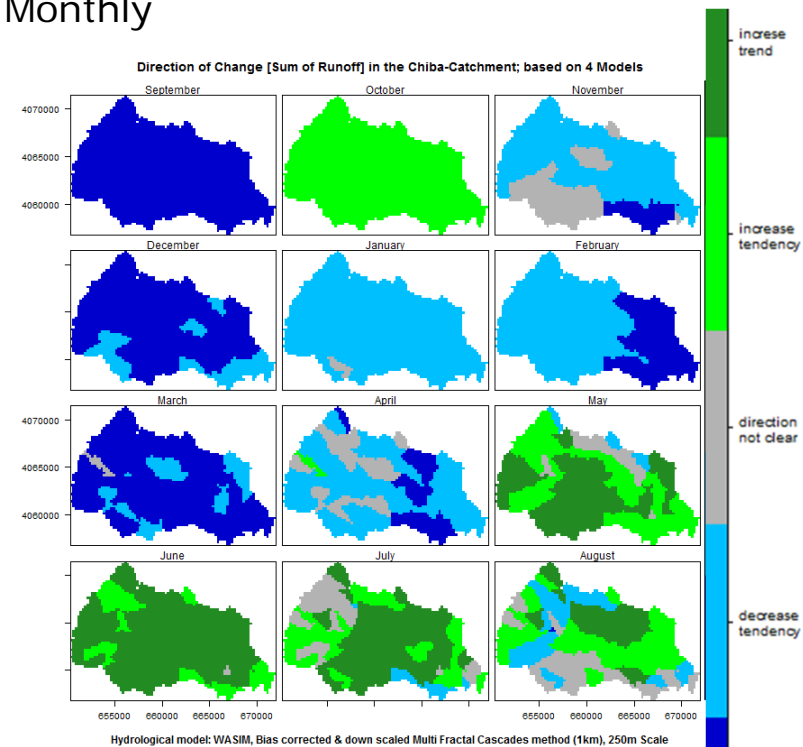 Monthly
Direction of Change [Sum of Runoff] in the Chiba-Catchment; based on 4 Models
September October November
4070000
4065000
4060000
December January February
March April May
4070000
4065000
4060000
June July August
655000 660000 665000 670000 655000 660000 665000 670000
Hydrological model: WASIM, Bias corrected & down scaled Multi Fractal Cascades method (1km), 250m Scale
increse
trend
increase
tendency
direction
not clear
decrease
tendency